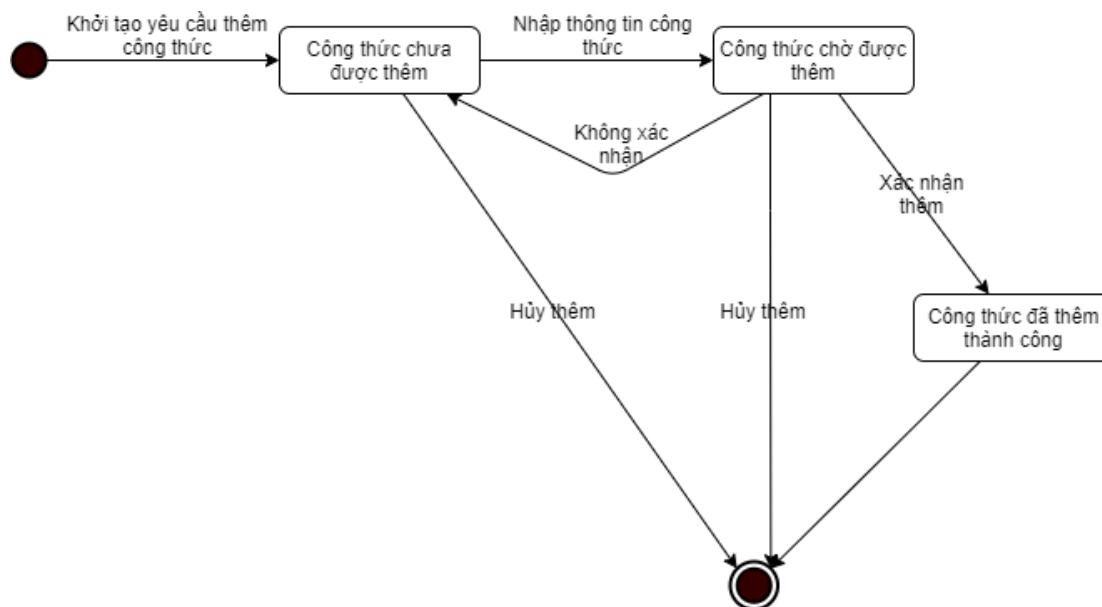 Khởi tạo yêu cầu thêm
công thức
Công thức chưa
được thêm
Nhập thông tin công
thức
Công thức chờ được
thêm
Không xác
nhận
Xác nhận
thêm
Hủy thêm
Hủy thêm
Công thức đã thêm
thành công